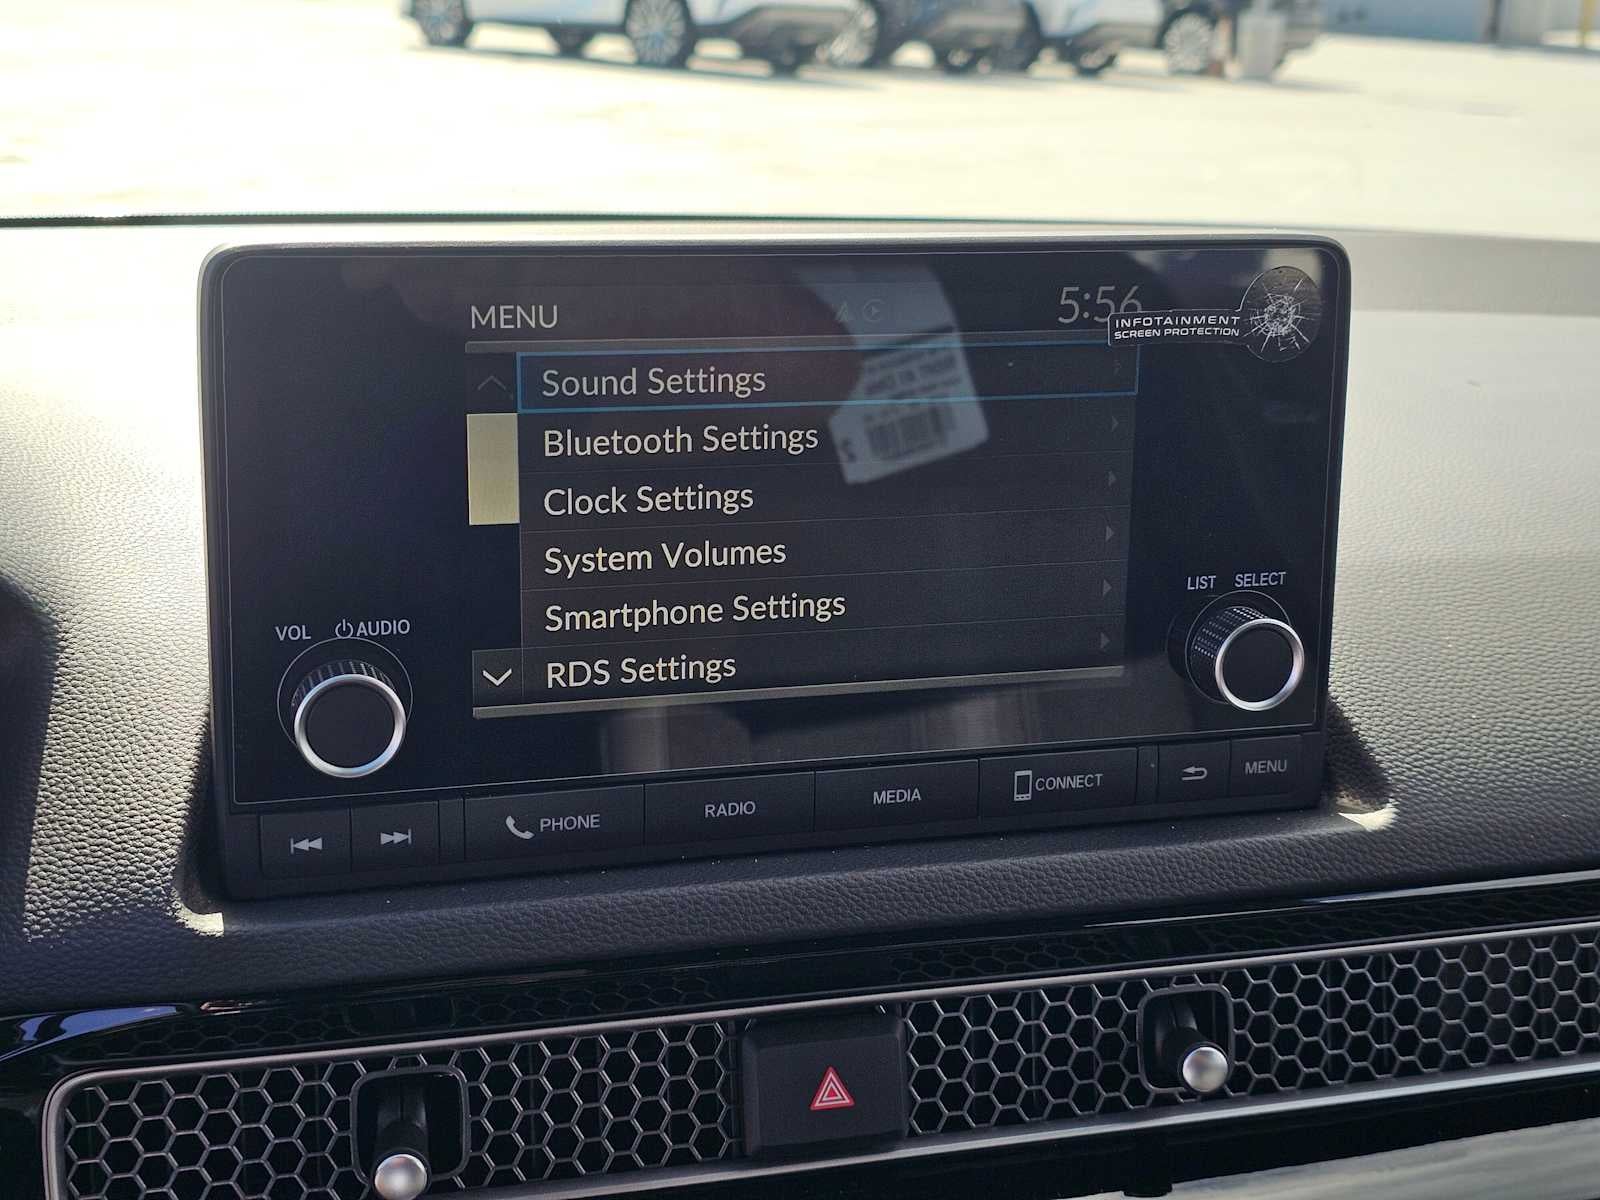 MENU
5:56
INFOTAINMENT
SCREEN PROTECTION
Sound Settings
Bluetooth Settings
Clock Settings
System Volumes
Smartphone Settings
RDS Settings
VOL AUDIO
LIST SELECT
PHONE
RADIO
MEDIA
CONNECT
MENU